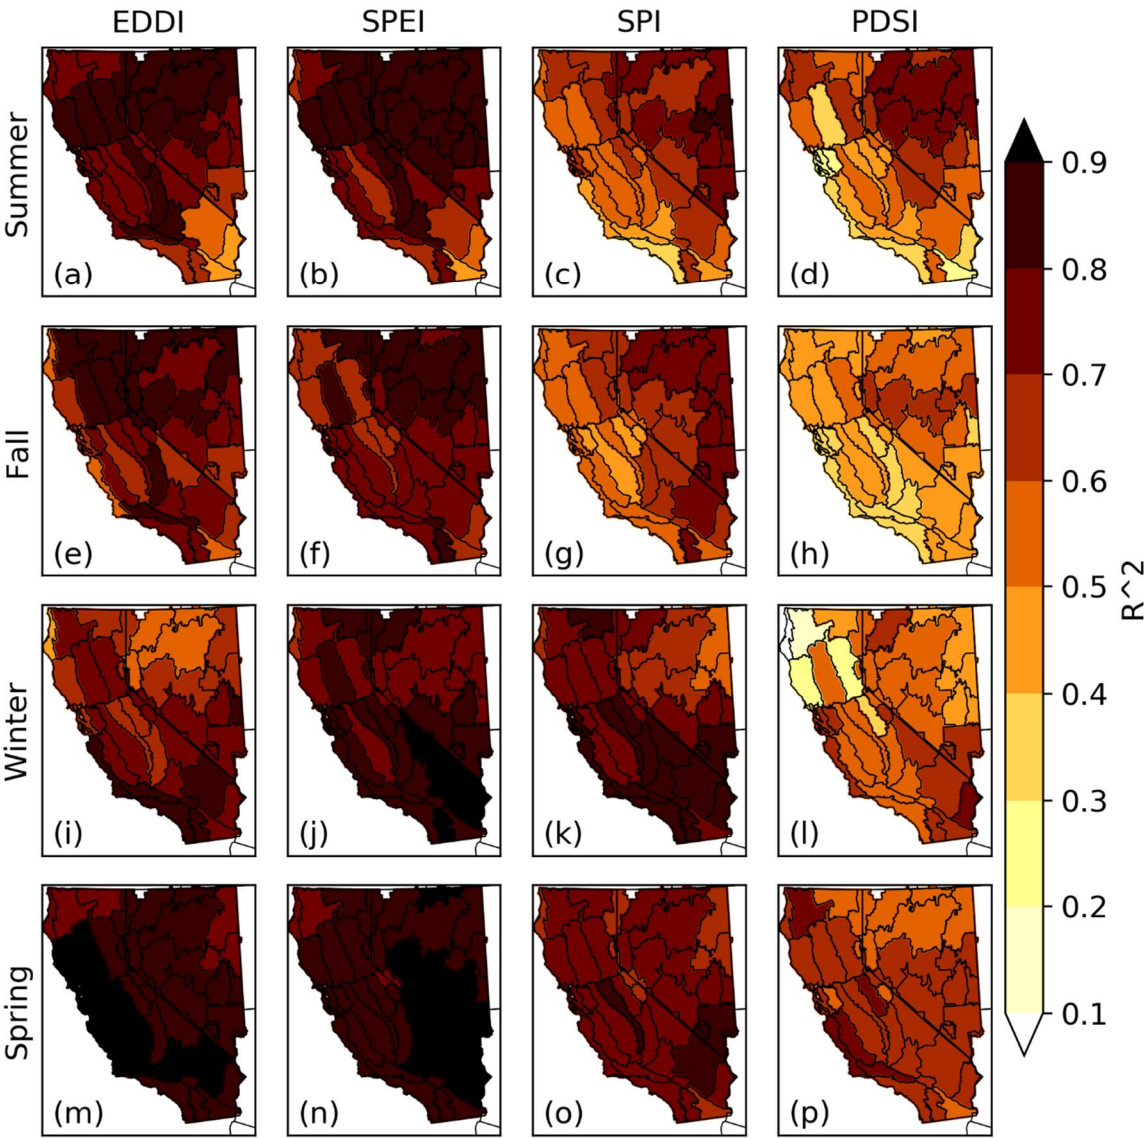 EDDI SPEI SPI PDSI
Summer
(a) (b) (c) (d)
Fall
(e) (f) (g) (h)
Winter
(i) (j) (k) (l)
Spring
(m) (n) (o) (p)
0.9
0.8
0.7
0.6
0.5
0.4
0.3
0.2
0.1
R^2